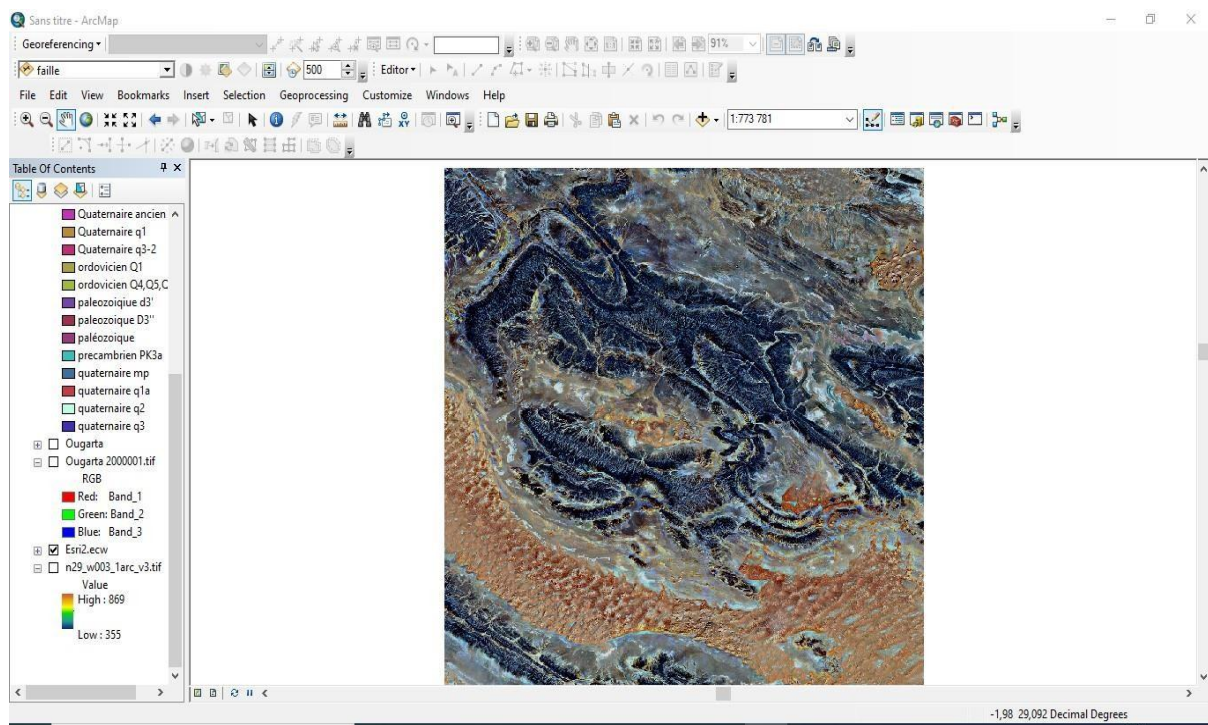 Sans titre - ArcMap
Georeferencing
91%
faille
500
Editor
File Edit View Bookmarks Insert Selection Geoprocessing Customize Windows Help
1:773 781
Table Of Contents
Quaternaire ancien
Quaternaire q1
Quaternaire q3-2
ordovicien Q1
ordovicien Q4,Q5,C
paleozoiqiue d3'
paleozoique D3"
paléozoique
precambrien PK3a
quaternaire mp
quaternaire q1a
quaternaire q2
quaternaire q3
Ougarta
Ougarta 2000001.tif
RGB
Red: Band_1
Green: Band_2
Blue: Band_3
Esri2.ecw
n29_w003_1arc_v3.tif
Value
High : 869
Low : 355
-1,98 29,092 Decimal Degrees